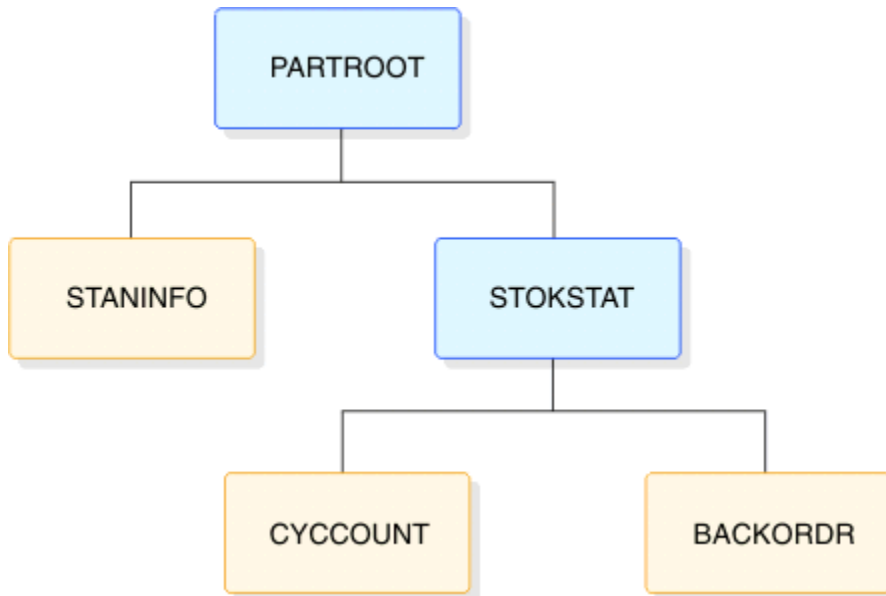 PARTROOT
STANINFO
STOKSTAT
CYCCOUNT
BACKORDR